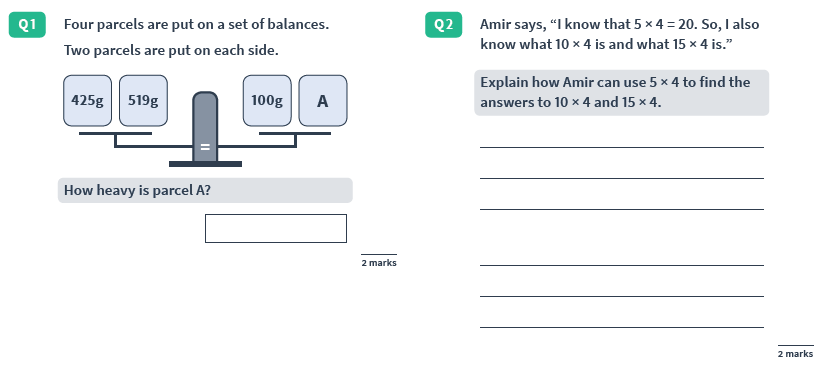 Q1
Four parcels are put on a set of balances.
Two parcels are put on each side.
425g 519g 100g A
=
How heavy is parcel A?
2 marks
Q2
Amir says, “I know that 5 × 4 = 20. So, I also
know what 10 × 4 is and what 15 × 4 is.”
Explain how Amir can use 5 × 4 to find the
answers to 10 × 4 and 15 × 4.
2 marks